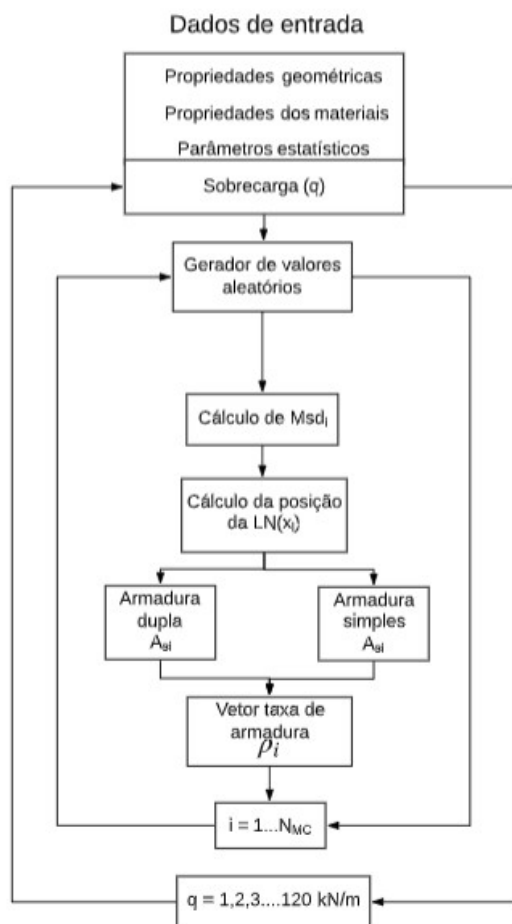 Dados de entrada
Propriedades geométricas
Propriedades dos materiais
Parâmetros estatísticos
Sobrecarga (q)
Gerador de valores
aleatórios
Cálculo de Msdᵢ
Cálculo da posição
da LN(xᵢ)
Armadura
dupla
Aₛᵢ
Armadura
simples
Aₛᵢ
Vetor taxa de
armadura
ρᵢ
i = 1...N_MC
q = 1,2,3....120 kN/m